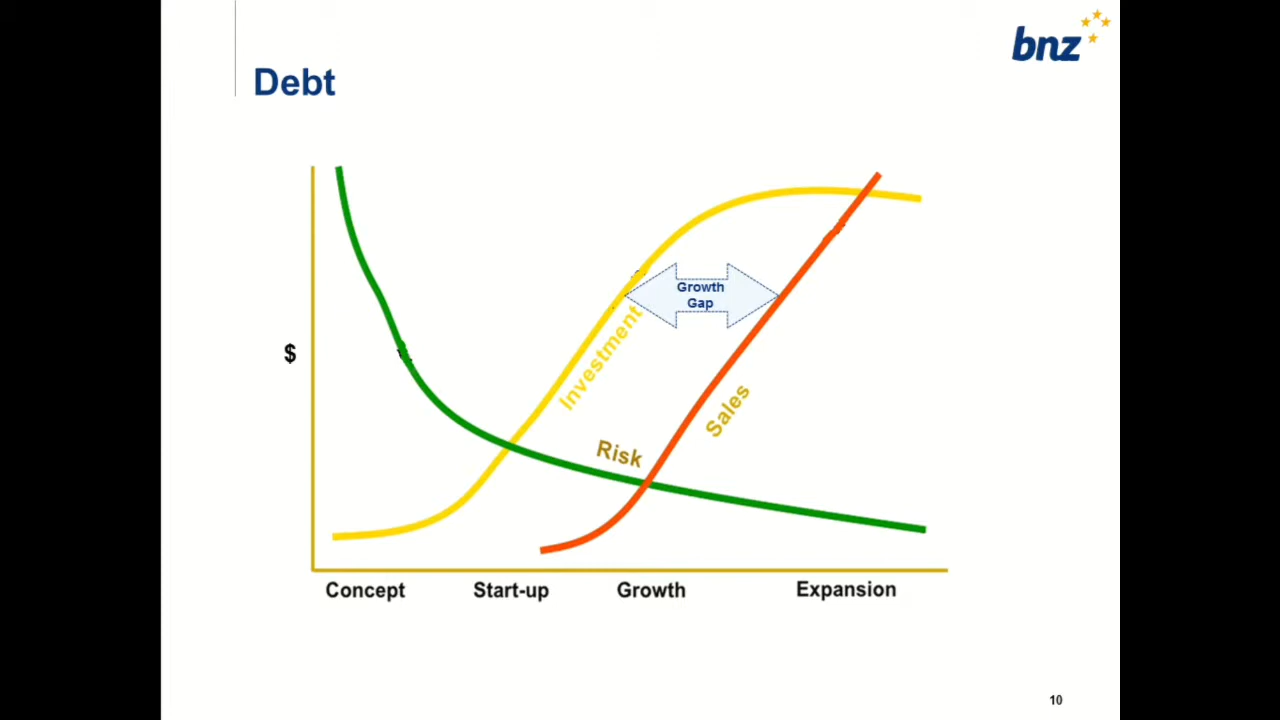 bnz
Debt
Growth
Gap
$
Investment
Sales
Risk
Concept
Start-up
Growth
Expansion
10